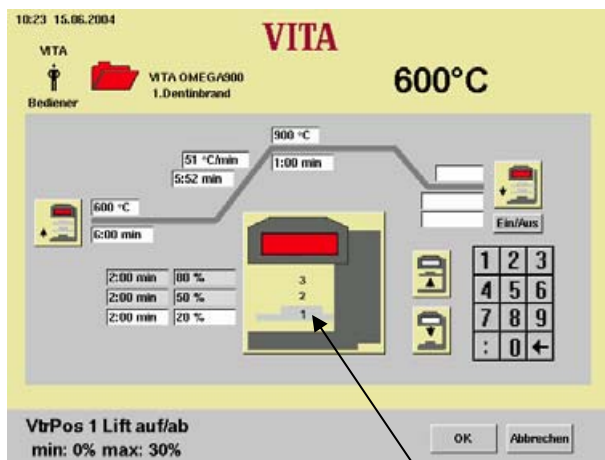 10:23 15.06.2004
VITA
VITA
Bediener
VITA OMEGA900
1.Dentinbrand
600°C
900 °C
51 °C/min
1:00 min
5:52 min
600 °C
6:00 min
Ein/Aus
2:00 min 80 %
2:00 min 50 %
2:00 min 20 %
3
2
1
1 2 3
4 5 6
7 8 9
: 0 ←
VtrPos 1 Lift auf/ab
min: 0% max: 30%
OK
Abbrechen